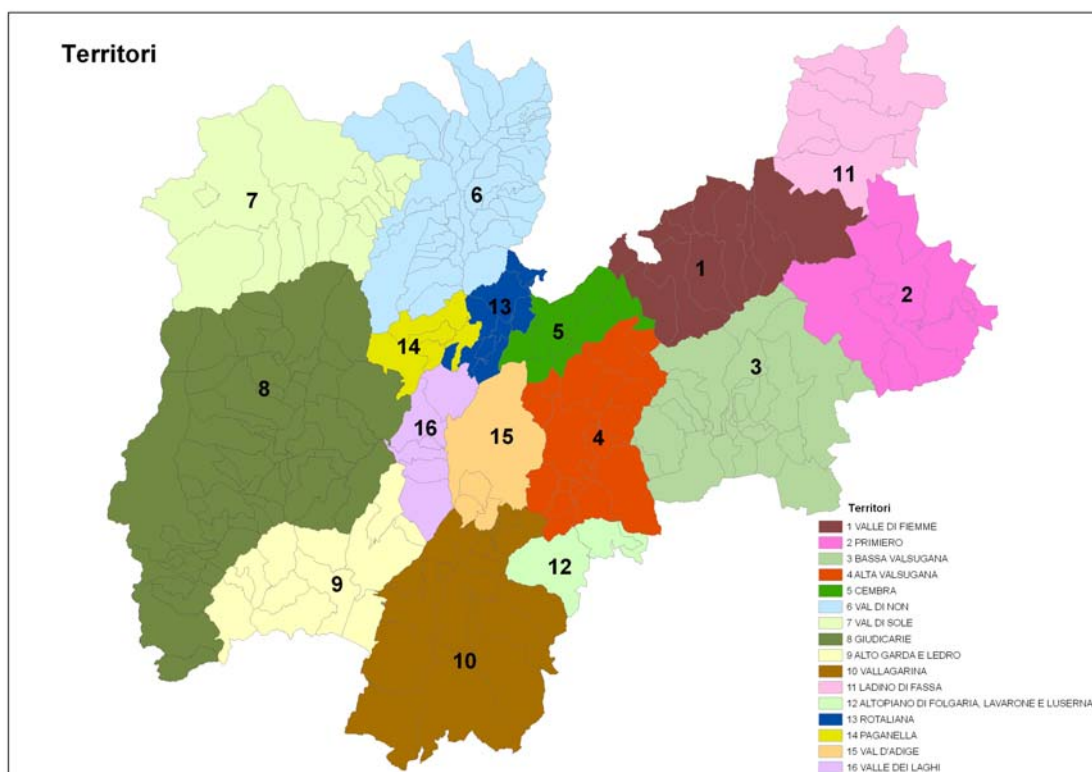 Territori
11
7
6
1
2
13
5
14
3
8
16
15
4
12
9
10
Territori
1 VALLE DI FIEMME
2 PRIMIERO
3 BASSA VALSUGANA
4 ALTA VALSUGANA
5 CEMBRA
6 VAL DI NON
7 VAL DI SOLE
8 GIUDICARIE
9 ALTO GARDA E LEDRO
10 VALLAGARINA
11 LADINO DI FASSA
12 ALTOPIANO DI FOLGARIA, LAVARONE E LUSERNA
13 ROTALIANA
14 PAGANELLA
15 VAL D'ADIGE
16 VALLE DEI LAGHI